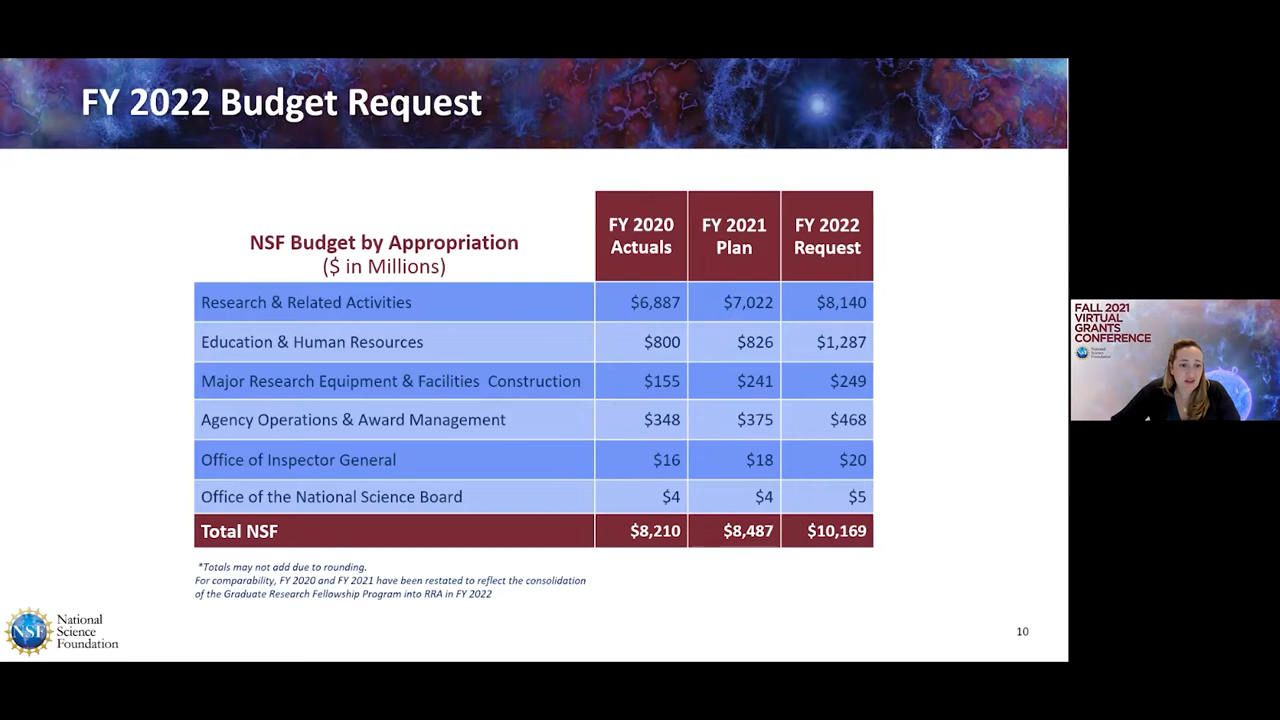 FY 2022 Budget Request
NSF Budget by Appropriation
($ in Millions)
FY 2020 Actuals
FY 2021 Plan
FY 2022 Request
Research & Related Activities $6,887 $7,022 $8,140
Education & Human Resources $800 $826 $1,287
Major Research Equipment & Facilities Construction $155 $241 $249
Agency Operations & Award Management $348 $375 $468
Office of Inspector General $16 $18 $20
Office of the National Science Board $4 $4 $5
Total NSF $8,210 $8,487 $10,169
*Totals may not add due to rounding.
For comparability, FY 2020 and FY 2021 have been restated to reflect the consolidation
of the Graduate Research Fellowship Program into RRA in FY 2022
NSF
National
Science
Foundation
10
FALL 2021
VIRTUAL
GRANTS
CONFERENCE
National
Science
Foundation